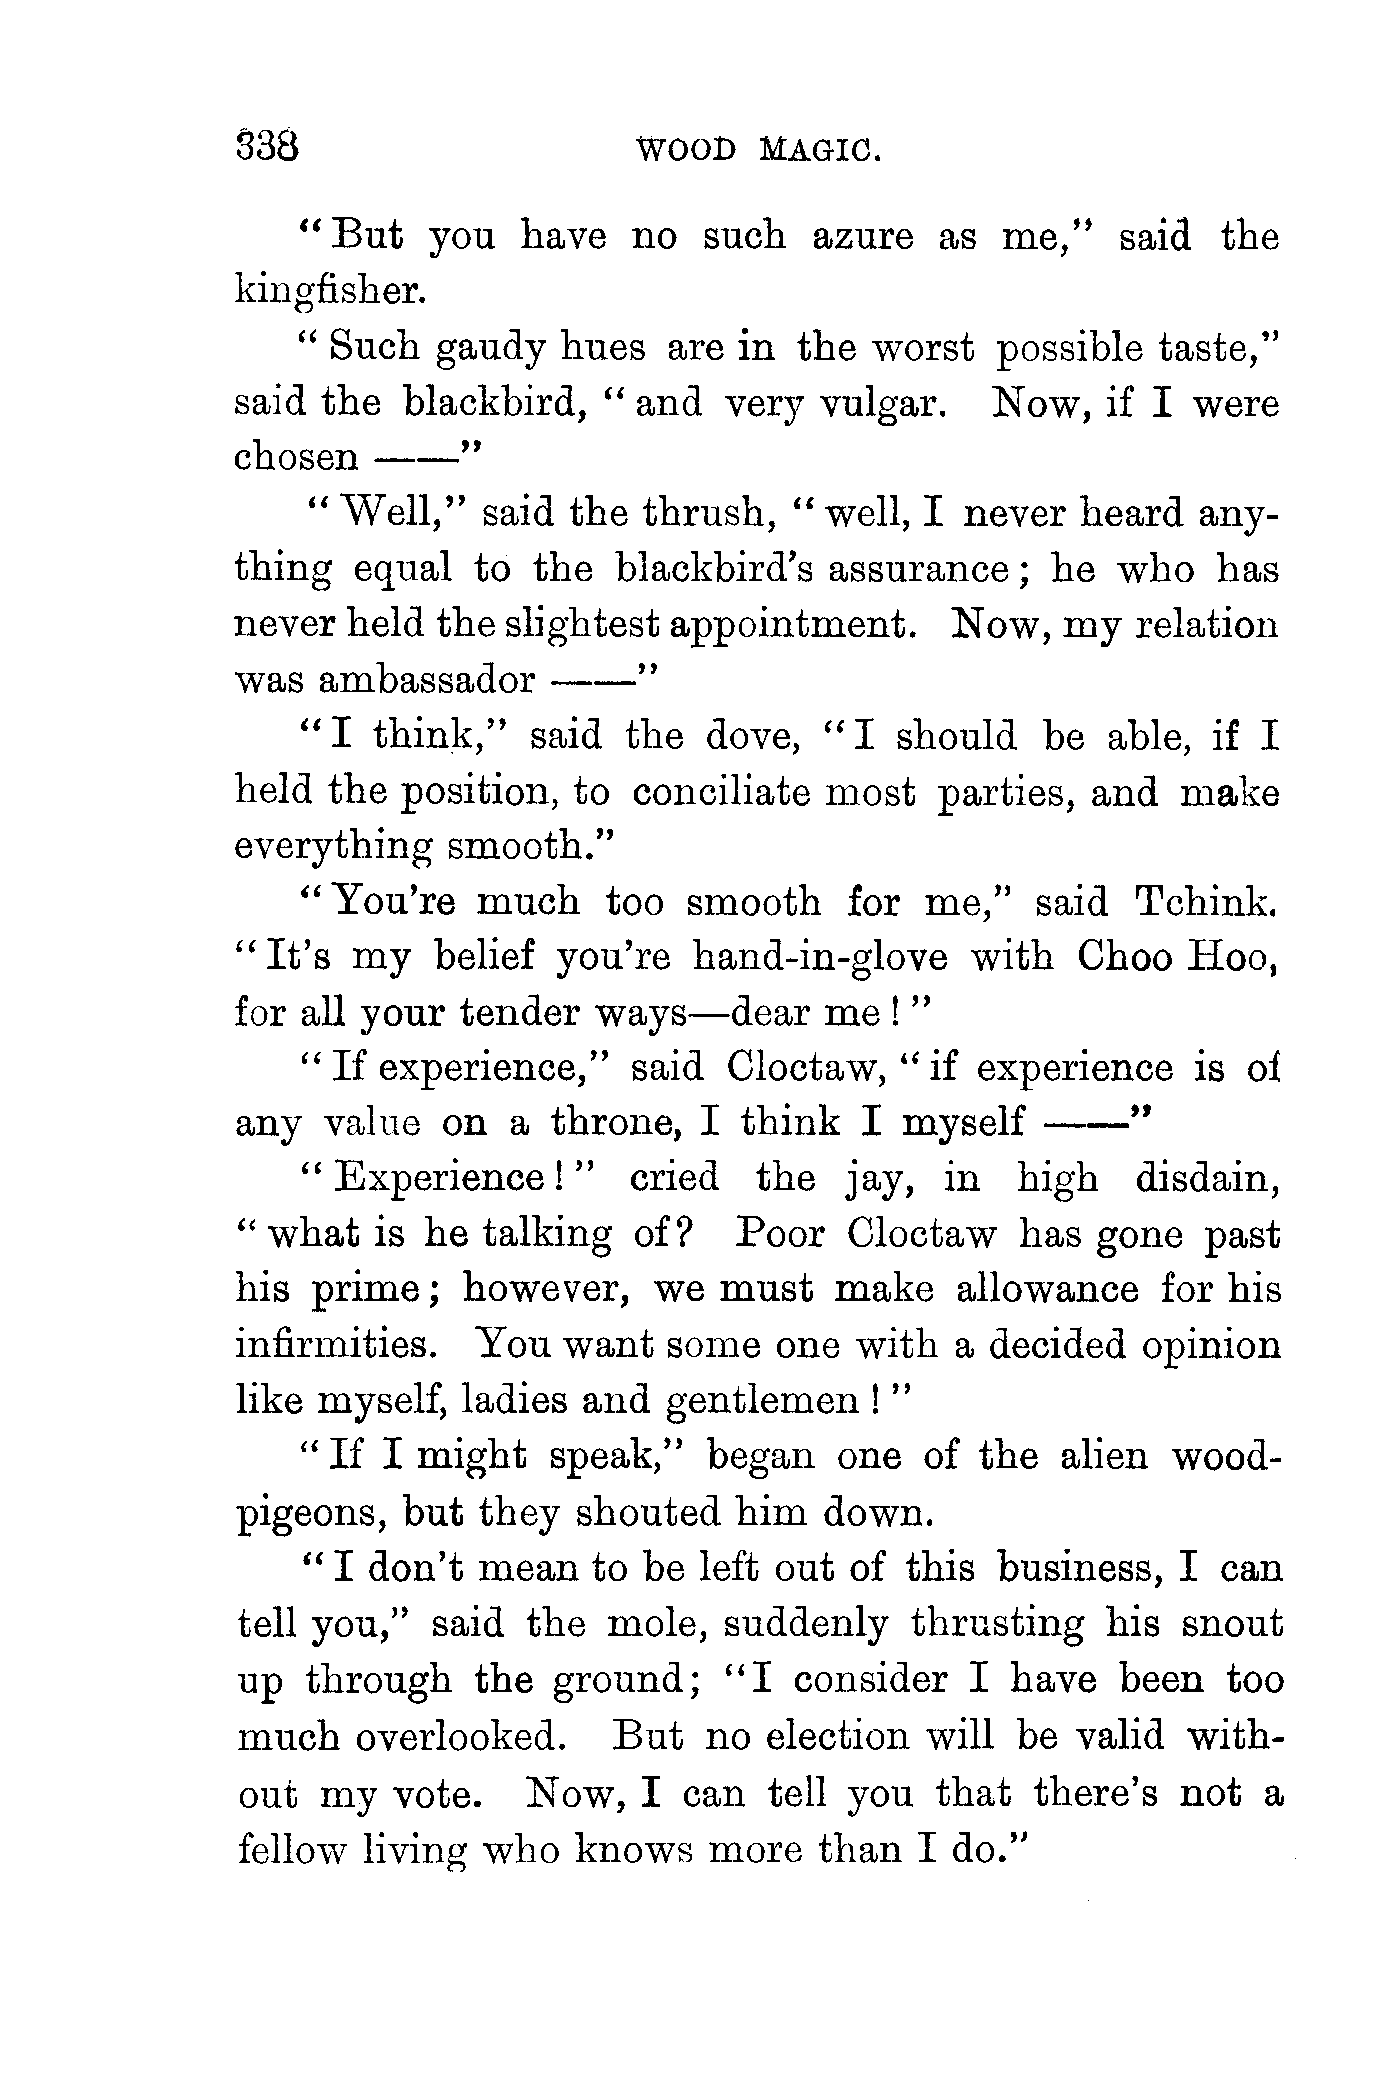 338 WOOD MAGIC.
"But you have no such azure as me," said the
kingfisher.
"Such gaudy hues are in the worst possible taste,"
said the blackbird, "and very vulgar. Now, if I were
chosen ——"
"Well," said the thrush, "well, I never heard any-
thing equal to the blackbird's assurance; he who has
never held the slightest appointment. Now, my relation
was ambassador ——"
"I think," said the dove, "I should be able, if I
held the position, to conciliate most parties, and make
everything smooth."
"You're much too smooth for me," said Tchink.
"It's my belief you're hand-in-glove with Choo Hoo,
for all your tender ways—dear me!"
"If experience," said Cloctaw, "if experience is of
any value on a throne, I think I myself ——"
"Experience!" cried the jay, in high disdain,
"what is he talking of? Poor Cloctaw has gone past
his prime; however, we must make allowance for his
infirmities. You want some one with a decided opinion
like myself, ladies and gentlemen!"
"If I might speak," began one of the alien wood-
pigeons, but they shouted him down.
"I don't mean to be left out of this business, I can
tell you," said the mole, suddenly thrusting his snout
up through the ground; "I consider I have been too
much overlooked. But no election will be valid with-
out my vote. Now, I can tell you that there's not a
fellow living who knows more than I do."